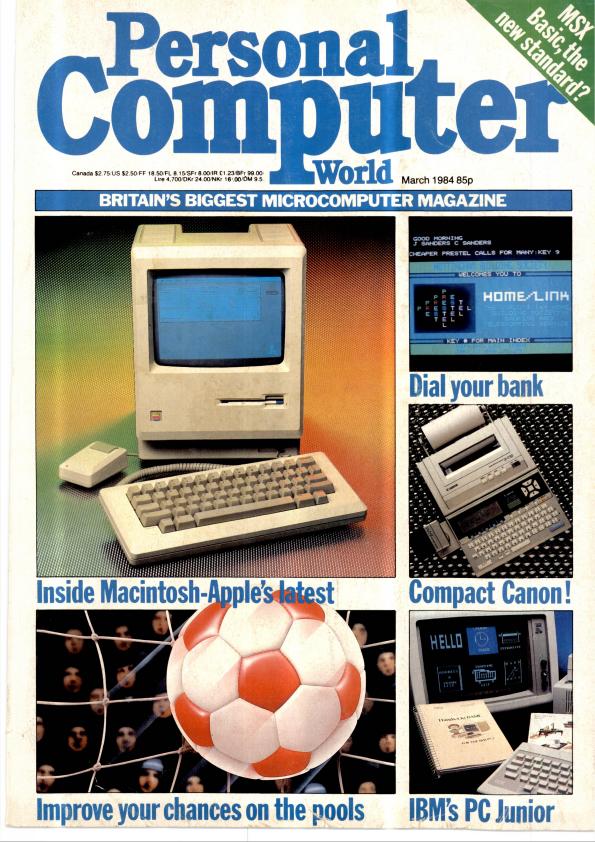 Personal
Computer
World
MSX
Basic, the
new standard?
Canada $2.75/US $2.50/FF 18.50/FL 8.15/SFr 8.00/IR £1.23/BFr 99.00/
Lire 4,700/DKr 24.00/NKr 16.00/DM 9.5.
March 1984 85p
BRITAIN'S BIGGEST MICROCOMPUTER MAGAZINE
GOOD MORNING
J SANDERS C SANDERS
CHEAPER PRESTEL CALLS FOR MANY:KEY 9
WELCOMES YOU TO
PRESTEL
HOME/LINK
KEY # FOR MAIN INDEX
Dial your bank
Inside Macintosh-Apple's latest
Compact Canon!
HELLO
Improve your chances on the pools
IBM's PC Junior